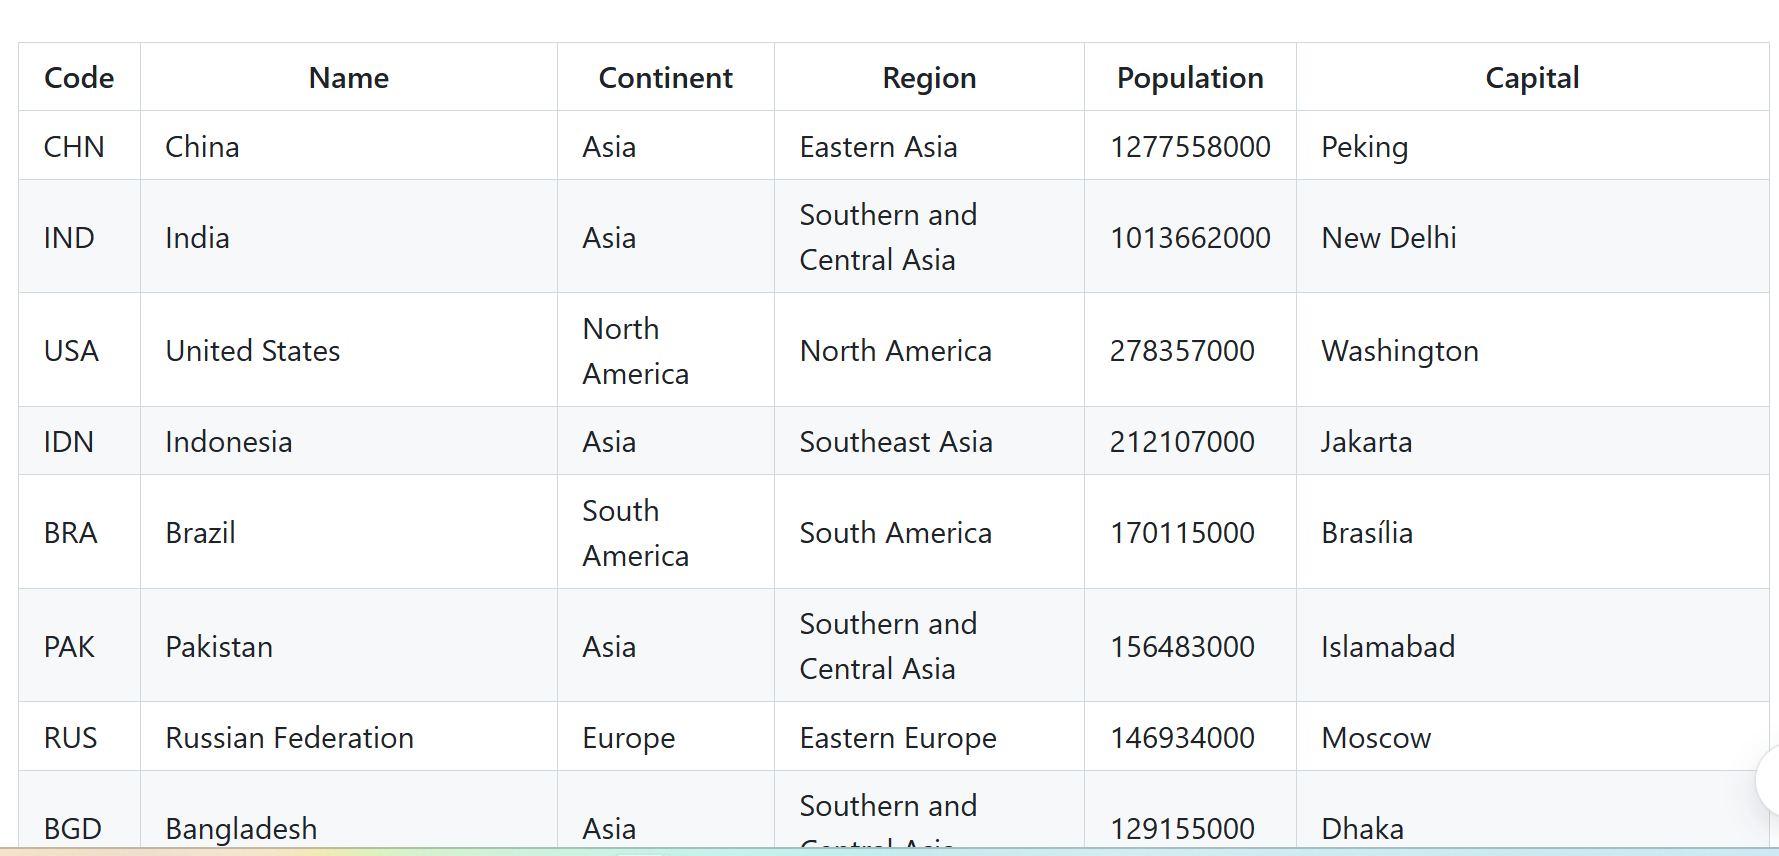 Code Name Continent Region Population Capital
CHN China Asia Eastern Asia 1277558000 Peking
IND India Asia Southern and Central Asia 1013662000 New Delhi
USA United States North America North America 278357000 Washington
IDN Indonesia Asia Southeast Asia 212107000 Jakarta
BRA Brazil South America South America 170115000 Brasília
PAK Pakistan Asia Southern and Central Asia 156483000 Islamabad
RUS Russian Federation Europe Eastern Europe 146934000 Moscow
BGD Bangladesh Asia Southern and 129155000 Dhaka